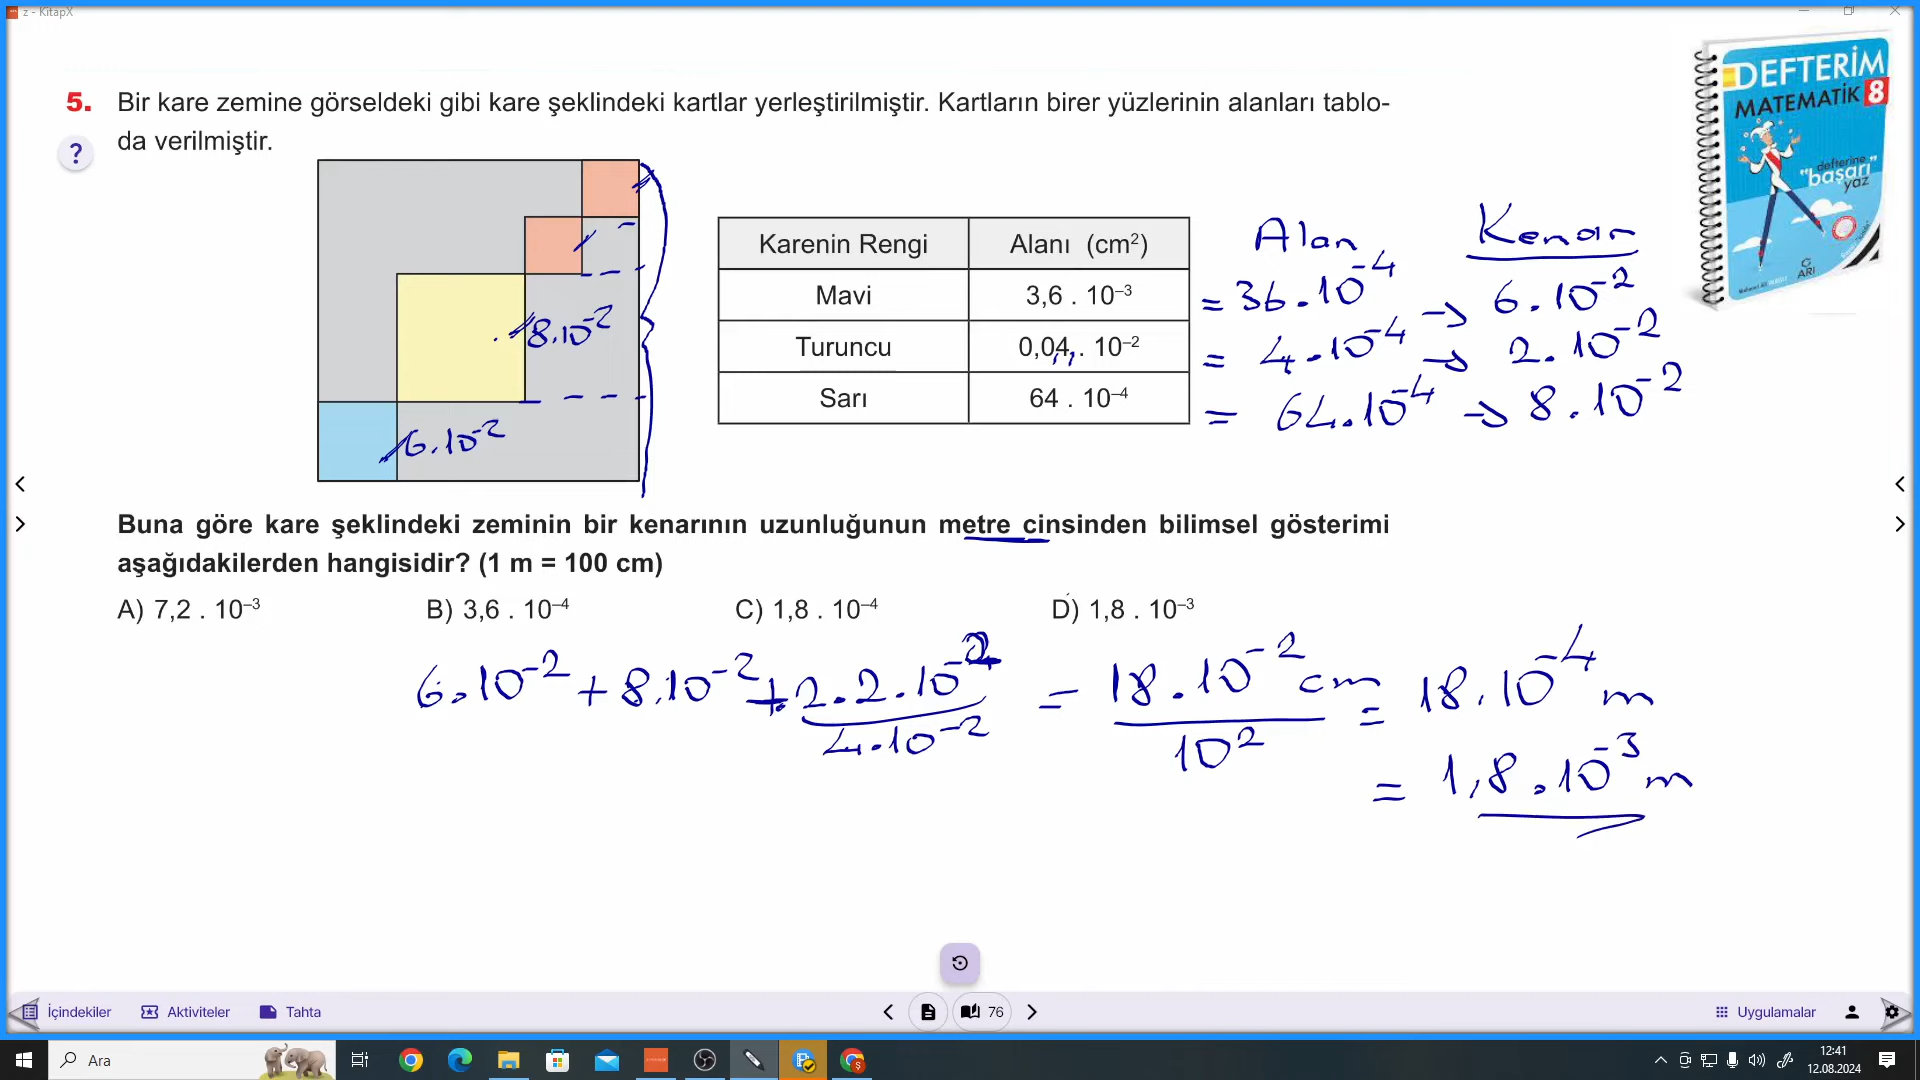 z - KitapX
5. Bir kare zemine görseldeki gibi kare şeklindeki kartlar yerleştirilmiştir. Kartların birer yüzlerinin alanları tablo-
da verilmiştir.
?
8.10⁻²
6.10⁻²
Karenin Rengi Alanı (cm²)
Mavi 3,6 . 10⁻³
Turuncu 0,04 . 10⁻²
Sarı 64 . 10⁻⁴
Alan Kenar
= 36.10⁻⁴ → 6.10⁻²
= 4.10⁻⁴ → 2.10⁻²
= 64.10⁻⁴ → 8.10⁻²
DEFTERİM
MATEMATİK 8
defterine
"başarı"
yaz
ARI
Buna göre kare şeklindeki zeminin bir kenarının uzunluğunun metre cinsinden bilimsel gösterimi
aşağıdakilerden hangisidir? (1 m = 100 cm)
A) 7,2 . 10⁻³ B) 3,6 . 10⁻⁴ C) 1,8 . 10⁻⁴ D) 1,8 . 10⁻³
6.10⁻² + 8.10⁻² + 2.2.10⁻² = 18.10⁻² cm = 18.10⁻⁴ m
4.10⁻² 10²
= 1,8.10⁻³ m
İçindekiler Aktiviteler Tahta 76 Uygulamalar
Ara
12:41
12.08.2024